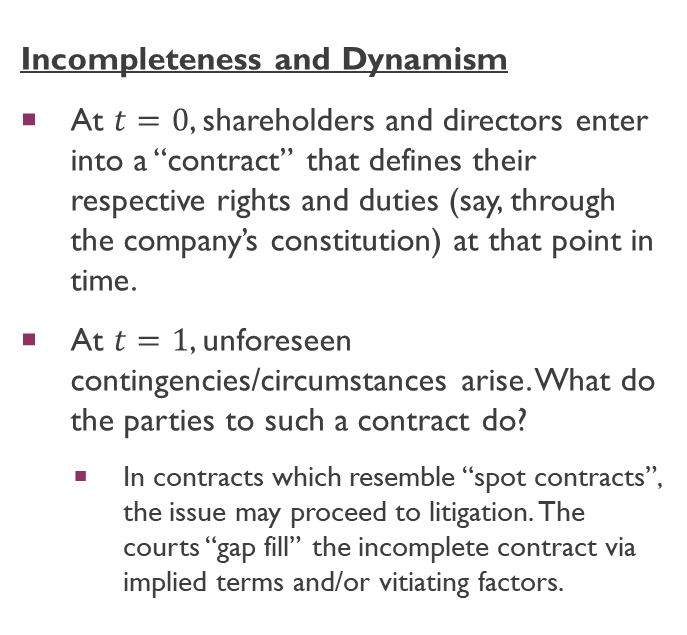 Incompleteness and Dynamism
▪ At t = 0, shareholders and directors enter
into a “contract” that defines their
respective rights and duties (say, through
the company’s constitution) at that point in
time.
▪ At t = 1, unforeseen
contingencies/circumstances arise. What do
the parties to such a contract do?
▪ In contracts which resemble “spot contracts”,
the issue may proceed to litigation. The
courts “gap fill” the incomplete contract via
implied terms and/or vitiating factors.